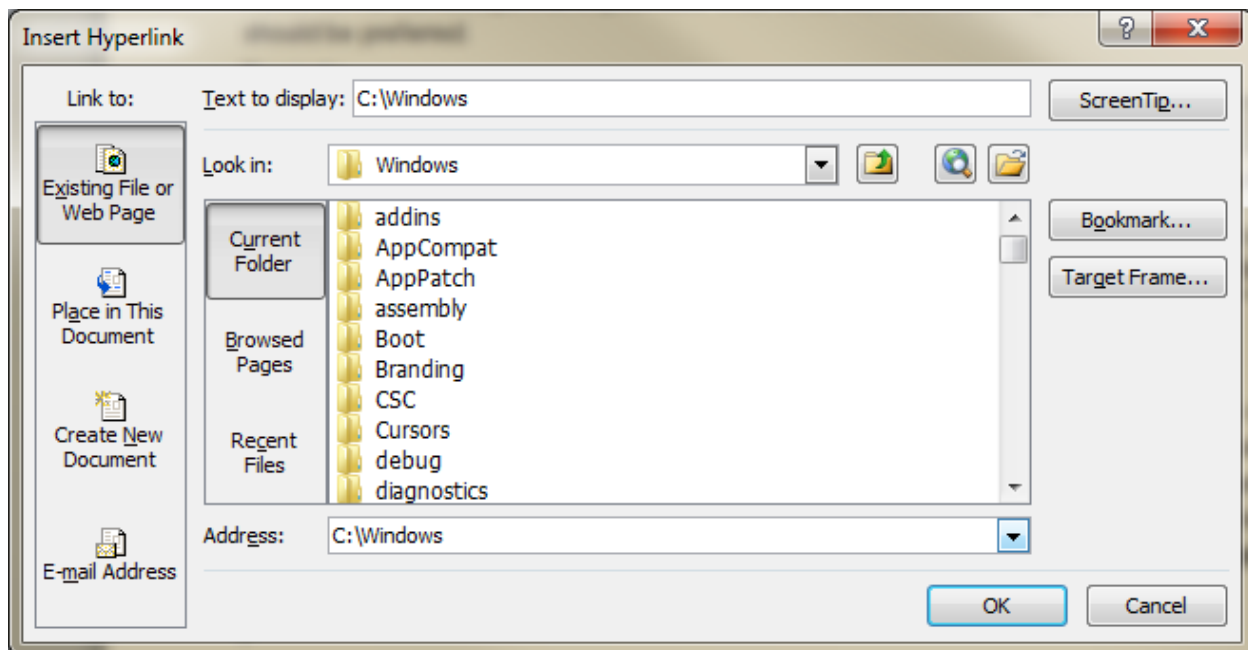 Insert Hyperlink
Link to:
Text to display: C:\Windows
ScreenTip...
Existing File or
Web Page
Look in: Windows
Current
Folder
addins
AppCompat
AppPatch
assembly
Boot
Branding
CSC
Cursors
debug
diagnostics
Bookmark...
Target Frame...
Place in This
Document
Browsed
Pages
Create New
Document
Recent
Files
E-mail Address
Address: C:\Windows
OK
Cancel